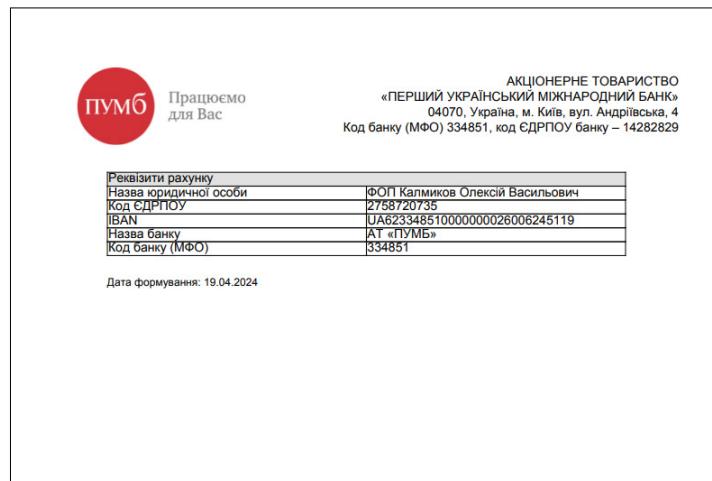 ПУМБ
Працюємо
для Вас
АКЦІОНЕРНЕ ТОВАРИСТВО
«ПЕРШИЙ УКРАЇНСЬКИЙ МІЖНАРОДНИЙ БАНК»
04070, Україна, м. Київ, вул. Андріївська, 4
Код банку (МФО) 334851, код ЄДРПОУ банку – 14282829
Реквізити рахунку
Назва юридичної особи ФОП Калмиков Олексій Васильович
Код ЄДРПОУ 2758720735
IBAN UA623348510000000026006245119
Назва банку АТ «ПУМБ»
Код банку (МФО) 334851
Дата формування: 19.04.2024